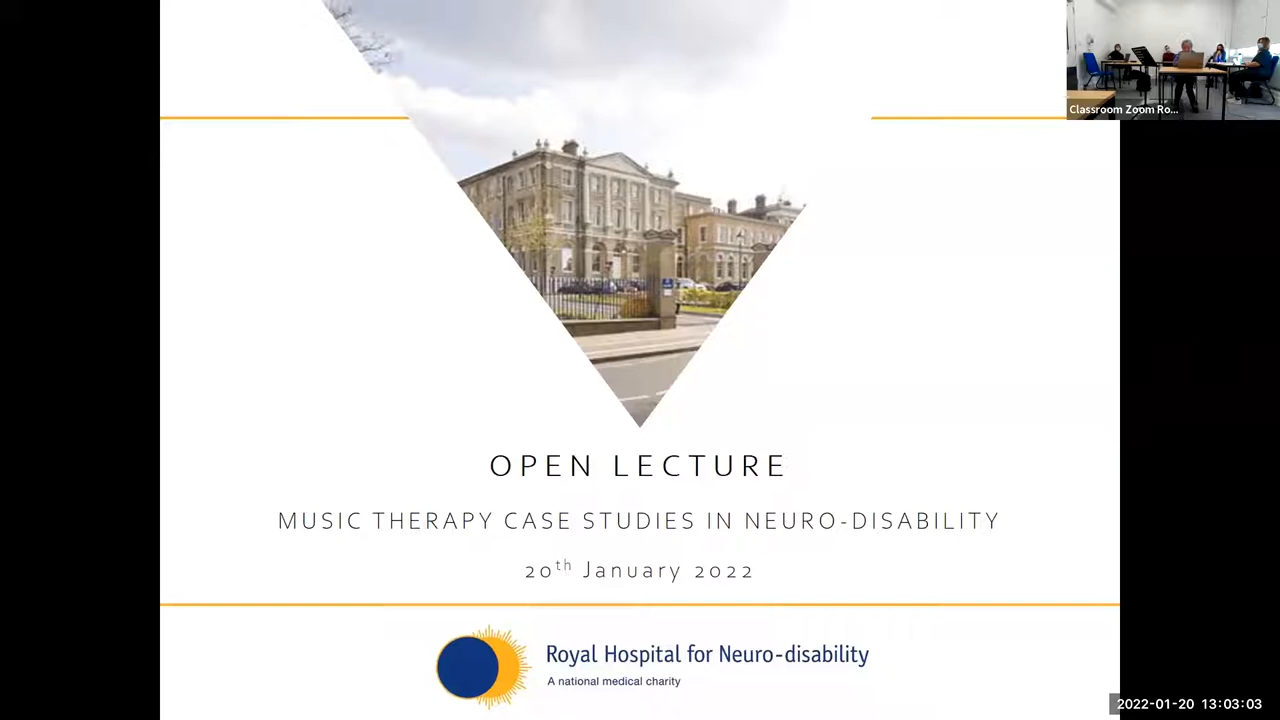 Classroom Zoom Ro...
OPEN LECTURE
MUSIC THERAPY CASE STUDIES IN NEURO-DISABILITY
20th January 2022
Royal Hospital for Neuro-disability
A national medical charity
2022-01-20 13:03:03